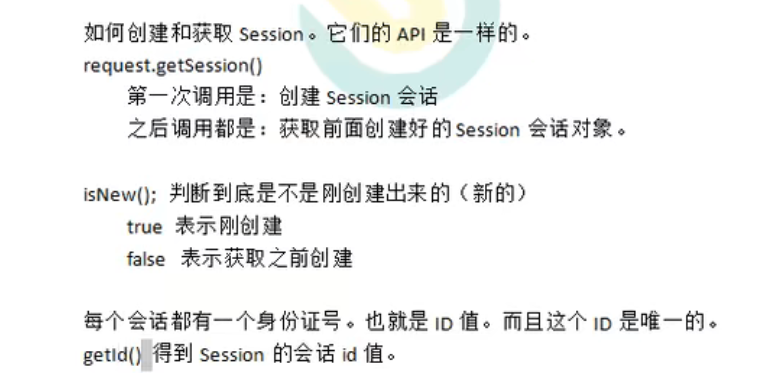 如何创建和获取 Session。它们的 API 是一样的。
request.getSession()
第一次调用是：创建 Session 会话
之后调用都是：获取前面创建好的 Session 会话对象。
isNew(); 判断到底是不是刚创建出来的（新的）
true 表示刚创建
false 表示获取之前创建
每个会话都有一个身份证号。也就是 ID 值。而且这个 ID 是唯一的。
getId() 得到 Session 的会话 id 值。